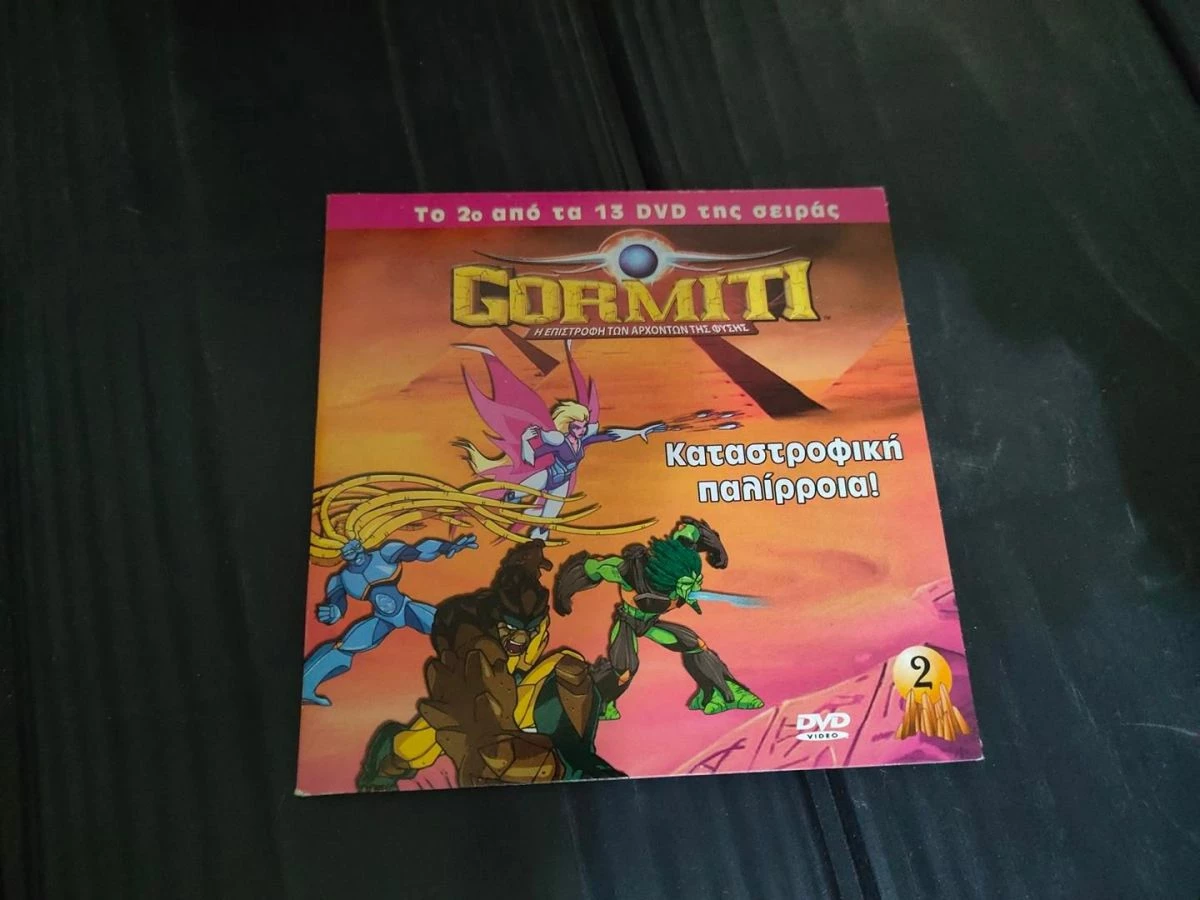 Το 2ο από τα 13 DVD της σειράς
GORMITI
™
Η ΕΠΙΣΤΡΟΦΗ ΤΩΝ ΑΡΧΟΝΤΩΝ ΤΗΣ ΦΥΣΗΣ
Καταστροφική
παλίρροια!
2
DVD
VIDEO